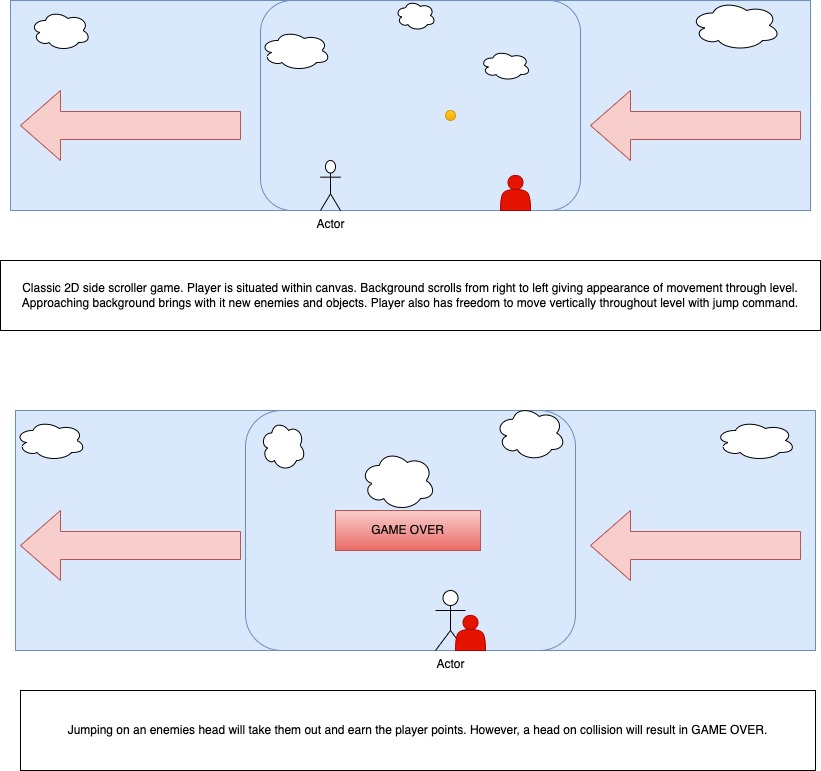 Actor
Classic 2D side scroller game. Player is situated within canvas. Background scrolls from right to left giving appearance of movement through level.
Approaching background brings with it new enemies and objects. Player also has freedom to move vertically throughout level with jump command.
GAME OVER
Actor
Jumping on an enemies head will take them out and earn the player points. However, a head on collision will result in GAME OVER.